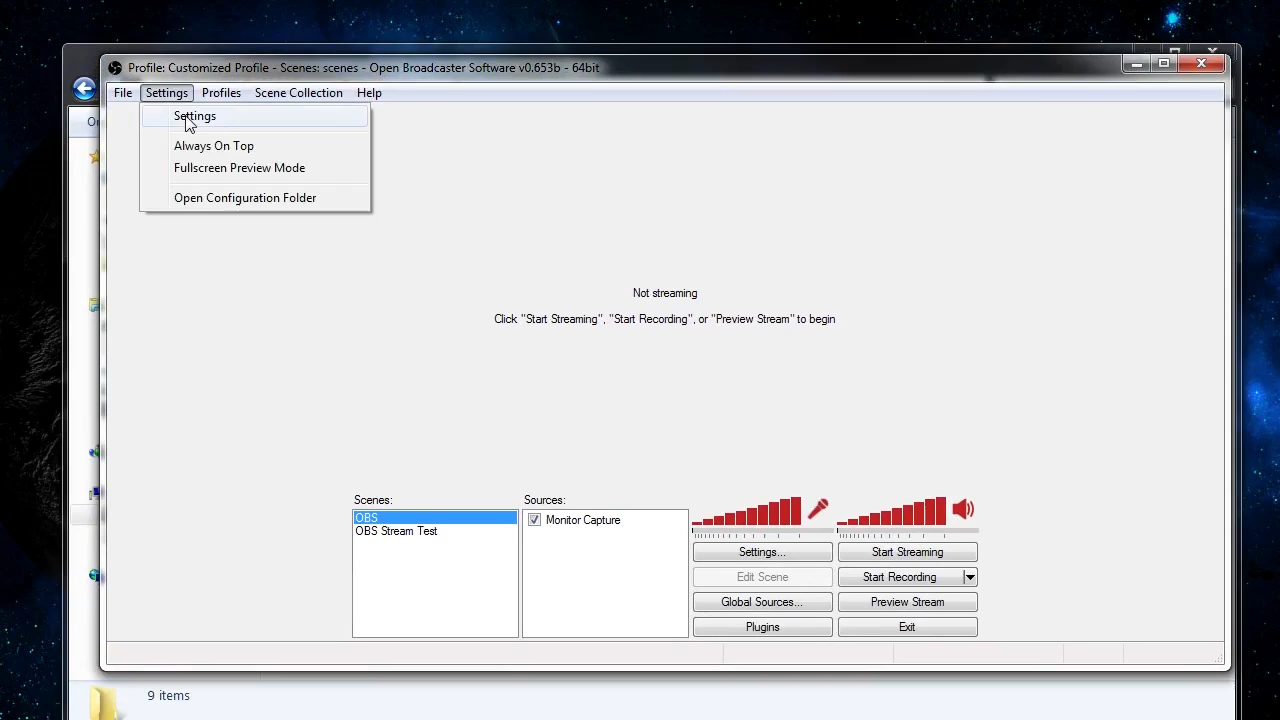 Profile: Customized Profile - Scenes: scenes - Open Broadcaster Software v0.653b - 64bit
File Settings Profiles Scene Collection Help
Settings
Always On Top
Fullscreen Preview Mode
Open Configuration Folder
Not streaming
Click "Start Streaming", "Start Recording", or "Preview Stream" to begin
Scenes: Sources:
OBS
OBS Stream Test
Monitor Capture
Settings... Start Streaming
Edit Scene Start Recording
Global Sources... Preview Stream
Plugins Exit
9 items